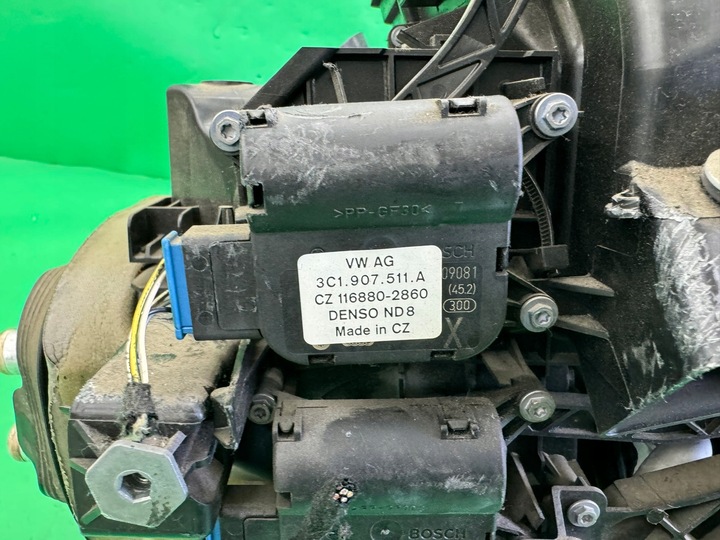 >PP-GF30<
VW AG
3C1.907.511.A
CZ 116880-2860
DENSO ND8
Made in CZ
09081
(45.2)
300
X
BOSCH